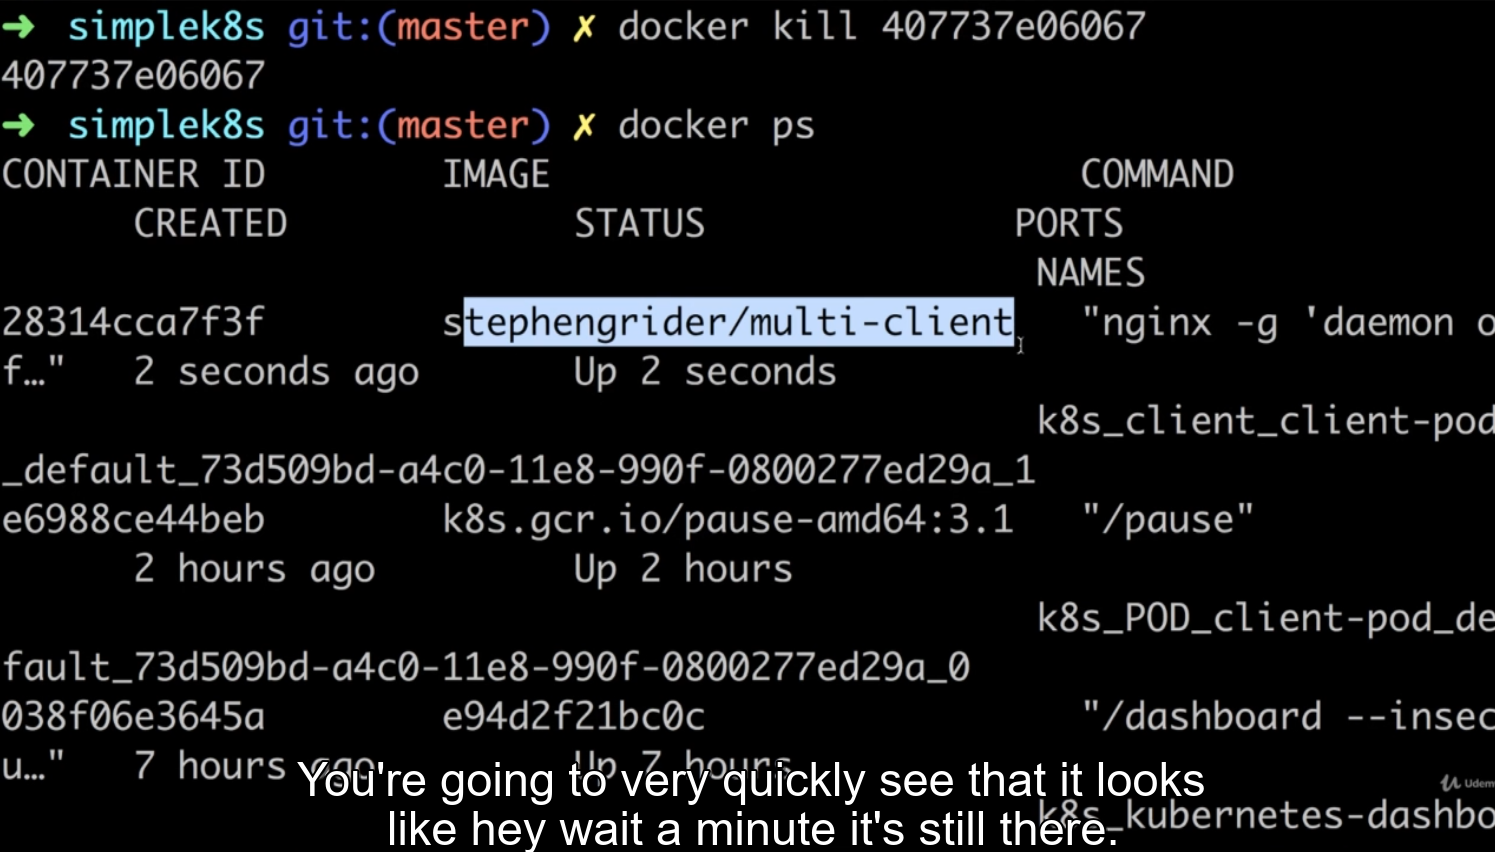 ➜  simplek8s git:(master) ✗ docker kill 407737e06067
407737e06067
➜  simplek8s git:(master) ✗ docker ps
CONTAINER ID        IMAGE                        COMMAND
      CREATED             STATUS              PORTS
                                               NAMES
28314cca7f3f        stephengrider/multi-client   "nginx -g 'daemon o
f…"   2 seconds ago       Up 2 seconds
                                               k8s_client_client-pod
_default_73d509bd-a4c0-11e8-990f-0800277ed29a_1
e6988ce44beb        k8s.gcr.io/pause-amd64:3.1   "/pause"
      2 hours ago         Up 2 hours
                                               k8s_POD_client-pod_de
fault_73d509bd-a4c0-11e8-990f-0800277ed29a_0
038f06e3645a        e94d2f21bc0c                 "/dashboard --insec
u…"   7 hours ago         Up 7 hours
You're going to very quickly see that it looks
Udem
like hey wait a minute it's still there.
k8s_kubernetes-dashbo